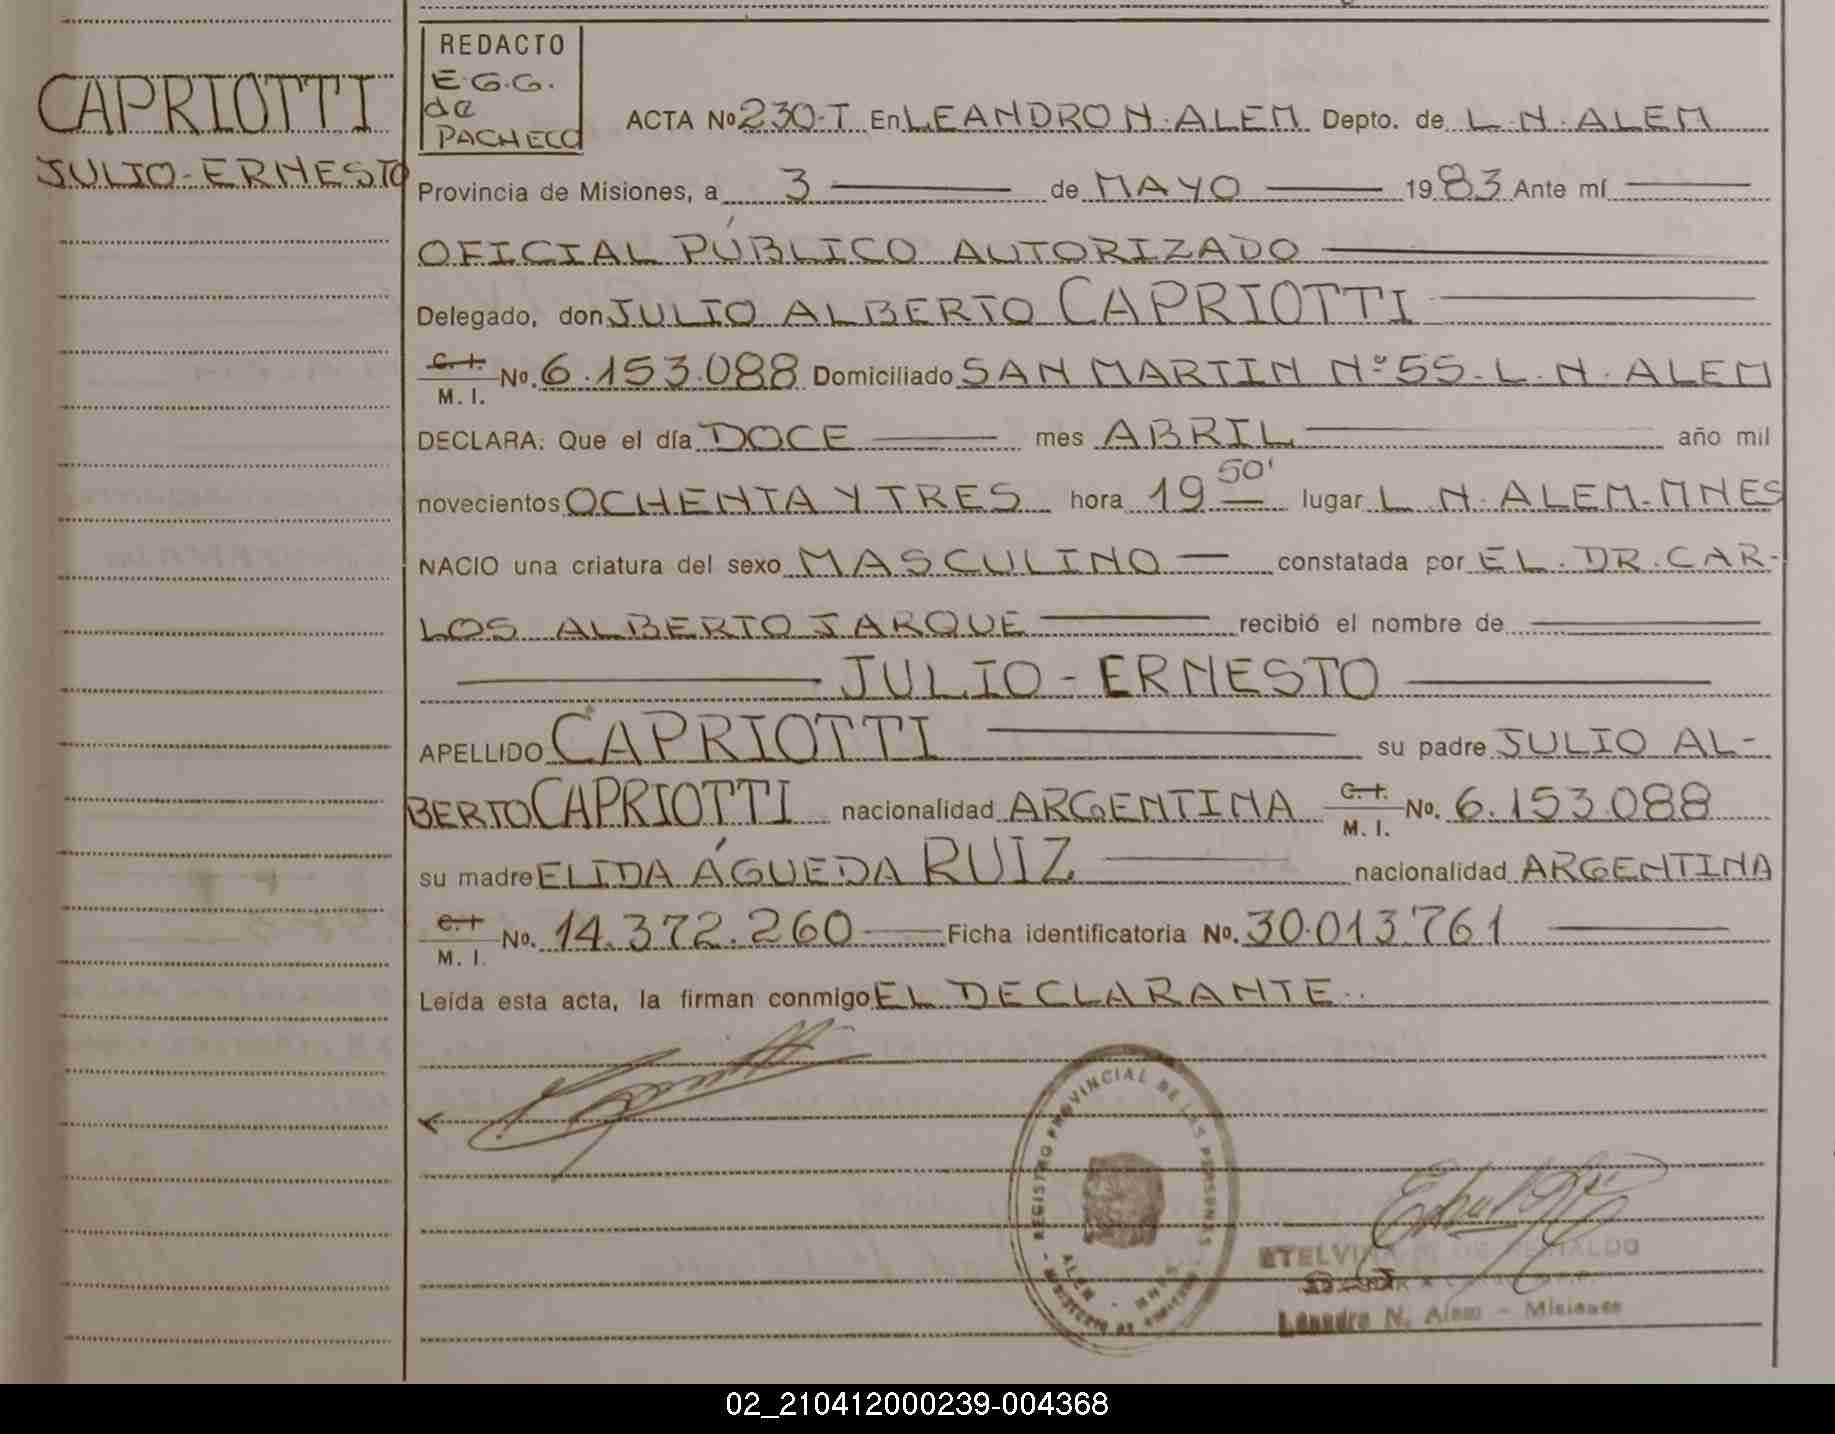 CAPRIOTTI
JULIO-ERNESTO
REDACTO
E.G.G.
de
PACHECO
ACTA Nº 230-T En LEANDRO N. ALEM Depto. de L. N. ALEM
Provincia de Misiones, a 3 de MAYO 1983 Ante mí
OFICIAL PÚBLICO AUTORIZADO
Delegado, don JULIO ALBERTO CAPRIOTTI
C. I. / M. I. No. 6.153.088 Domiciliado SAN MARTIN Nº 55-L. N. ALEM
DECLARA: Que el día DOCE mes ABRIL año mil
novecientos OCHENTA Y TRES hora 19 50' lugar L. N. ALEM-MNES
NACIO una criatura del sexo MASCULINO constatada por EL DR. CAR-
LOS ALBERTO JARQUE recibió el nombre de
JULIO-ERNESTO
APELLIDO CAPRIOTTI su padre JULIO AL-
BERTO CAPRIOTTI nacionalidad ARGENTINA C. I. / M. I. No. 6.153.088
su madre ELIDA ÁGUEDA RUIZ nacionalidad ARGENTINA
C. I / M. I. No. 14.372.260 Ficha identificatoria No. 30.013.761
Leída esta acta, la firman conmigo EL DECLARANTE.
REGISTRO PROVINCIAL DE LAS PERSONAS
ALEM - MNES.
Leandro N. Alem - Misiones
02_210412000239-004368